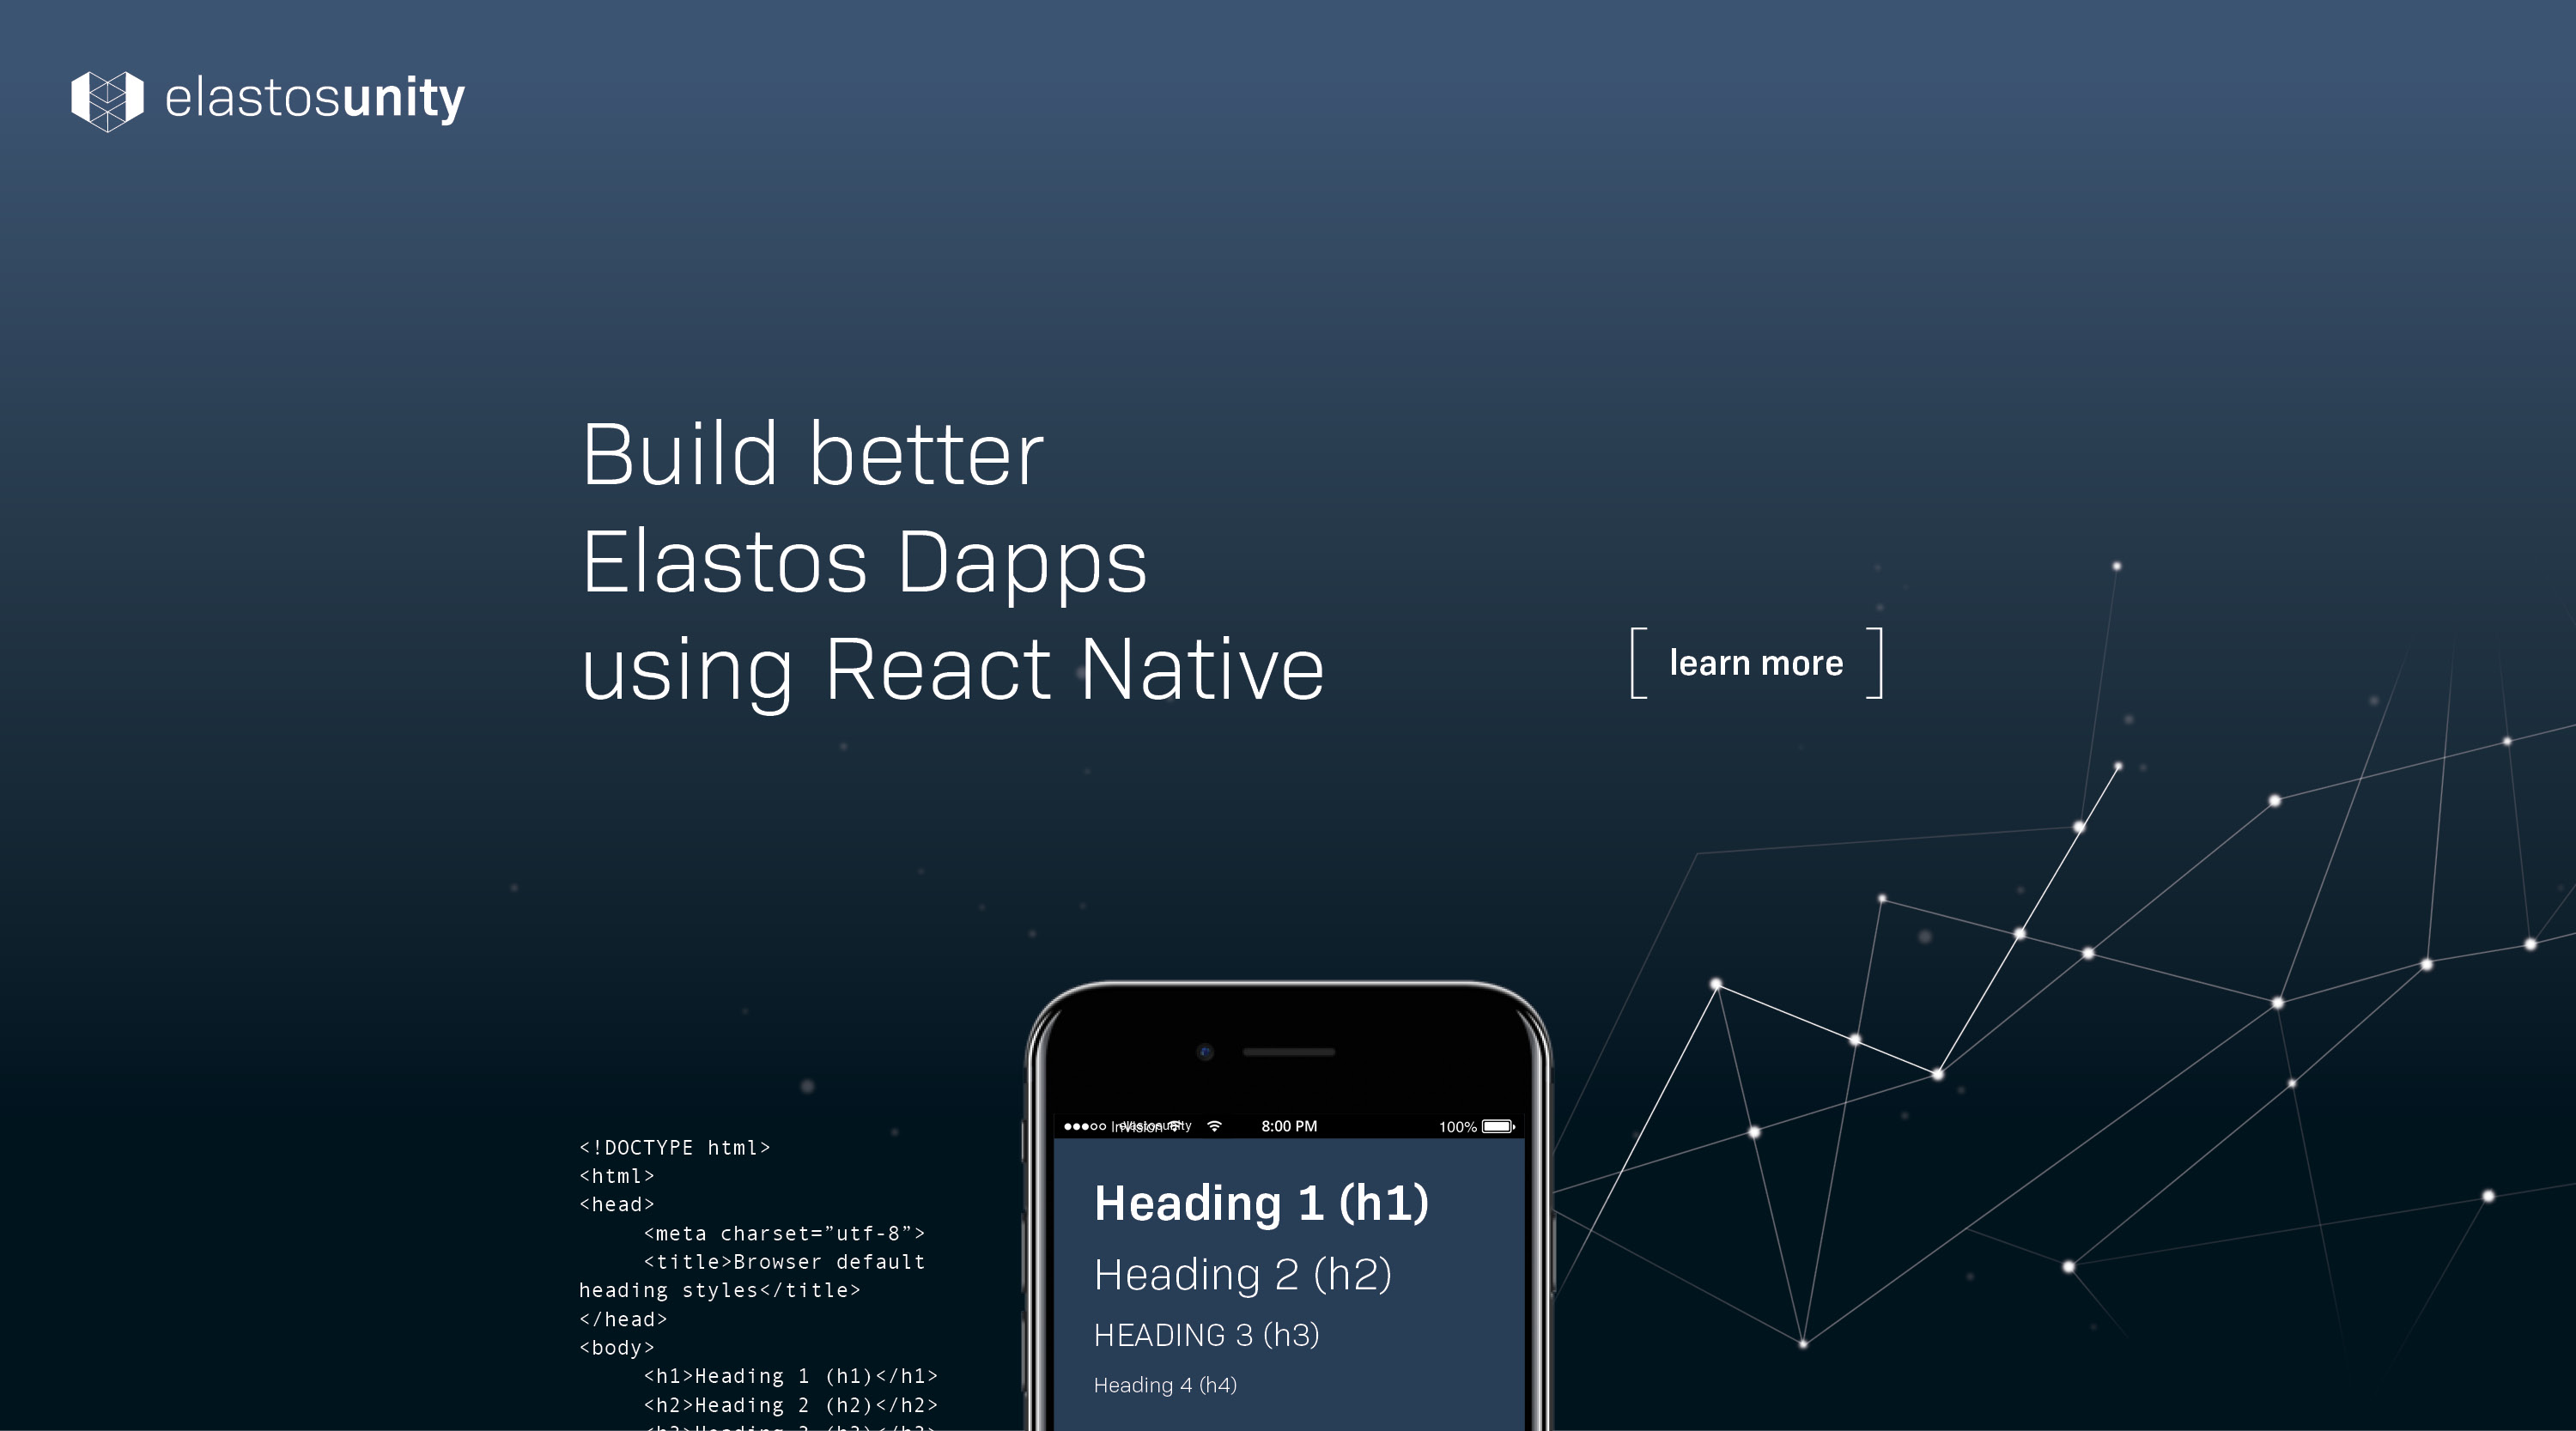 elastosunity
Build better
Elastos Dapps
using React Native
[ learn more ]
<!DOCTYPE html>
<html>
<head>
<meta charset=”utf-8”>
<title>Browser default
heading styles</title>
</head>
<body>
<h1>Heading 1 (h1)</h1>
<h2>Heading 2 (h2)</h2>
8:00 PM
100%
Heading 1 (h1)
Heading 2 (h2)
HEADING 3 (h3)
Heading 4 (h4)